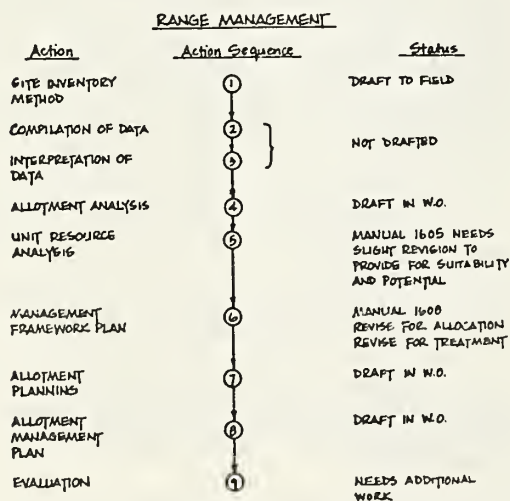 RANGE MANAGEMENT
Action Action Sequence Status
SITE INVENTORY METHOD 1 DRAFT TO FIELD
COMPILATION OF DATA 2
NOT DRAFTED
INTERPRETATION OF DATA 3
ALLOTMENT ANALYSIS 4 DRAFT IN W.O.
UNIT RESOURCE ANALYSIS 5 MANUAL 1605 NEEDS
SLIGHT REVISION TO
PROVIDE FOR SUITABILITY
AND POTENTIAL
MANAGEMENT FRAMEWORK PLAN 6 MANUAL 1608
REVISE FOR ALLOCATION
REVISE FOR TREATMENT
ALLOTMENT PLANNING 7 DRAFT IN W.O.
ALLOTMENT MANAGEMENT PLAN 8 DRAFT IN W.O.
EVALUATION 9 NEEDS ADDITIONAL
WORK